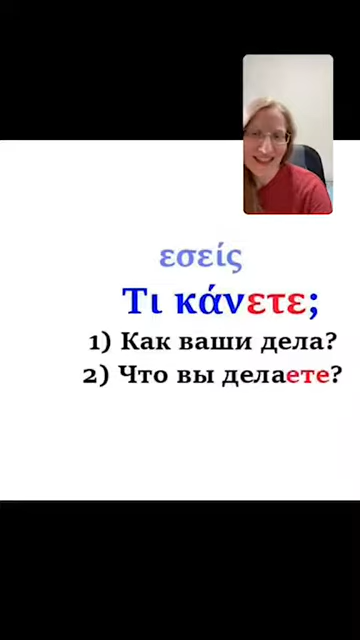 εσείς
Τι κάνετε;
1) Как ваши дела?
2) Что вы делаете?